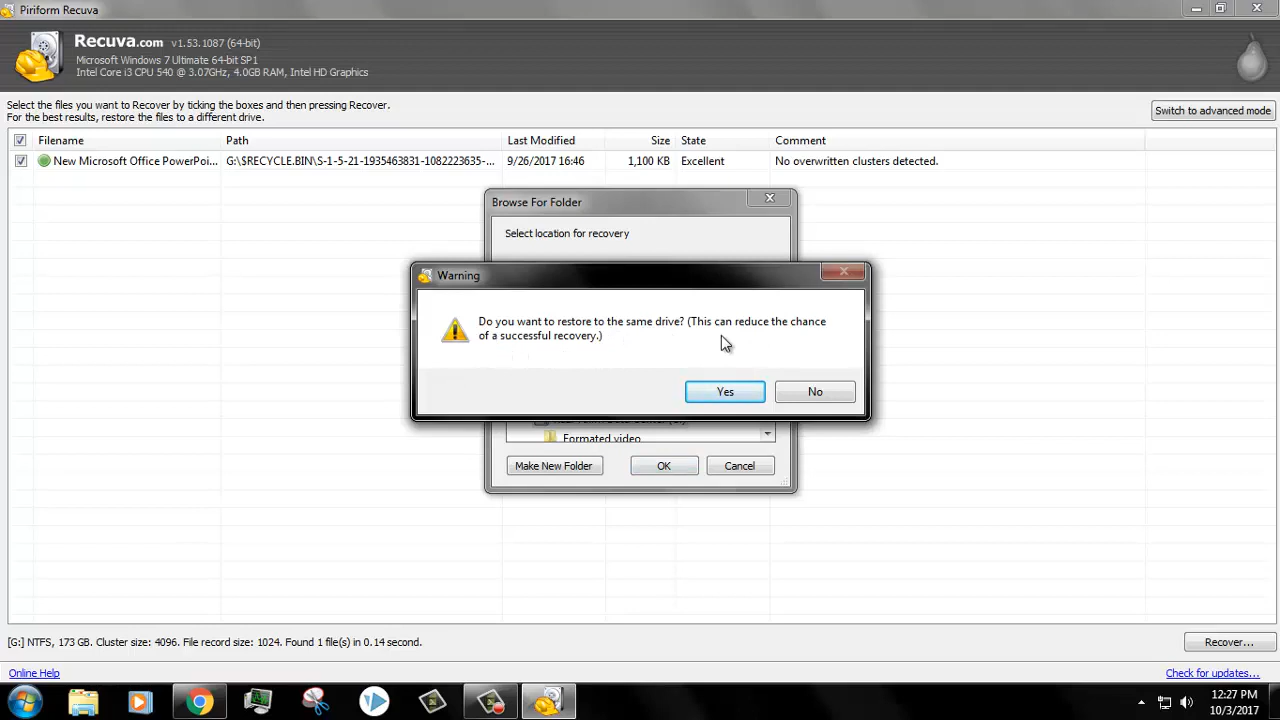 Piriform Recuva
Recuva.com v1.53.1087 (64-bit)
Microsoft Windows 7 Ultimate 64-bit SP1
Intel Core i3 CPU 540 @ 3.07GHz, 4.0GB RAM, Intel HD Graphics
Select the files you want to Recover by ticking the boxes and then pressing Recover.
For the best results, restore the files to a different drive.
Switch to advanced mode
Filename Path Last Modified Size State Comment
New Microsoft Office PowerPoi... G:\$RECYCLE.BIN\S-1-5-21-1935463831-1082223635-... 9/26/2017 16:46 1,100 KB Excellent No overwritten clusters detected.
Browse For Folder
Select location for recovery
Warning
Do you want to restore to the same drive? (This can reduce the chance
of a successful recovery.)
Yes No
Formated video
Make New Folder OK Cancel
[G:] NTFS, 173 GB. Cluster size: 4096. File record size: 1024. Found 1 file(s) in 0.14 second.
Recover...
Online Help Check for updates...
12:27 PM
10/3/2017